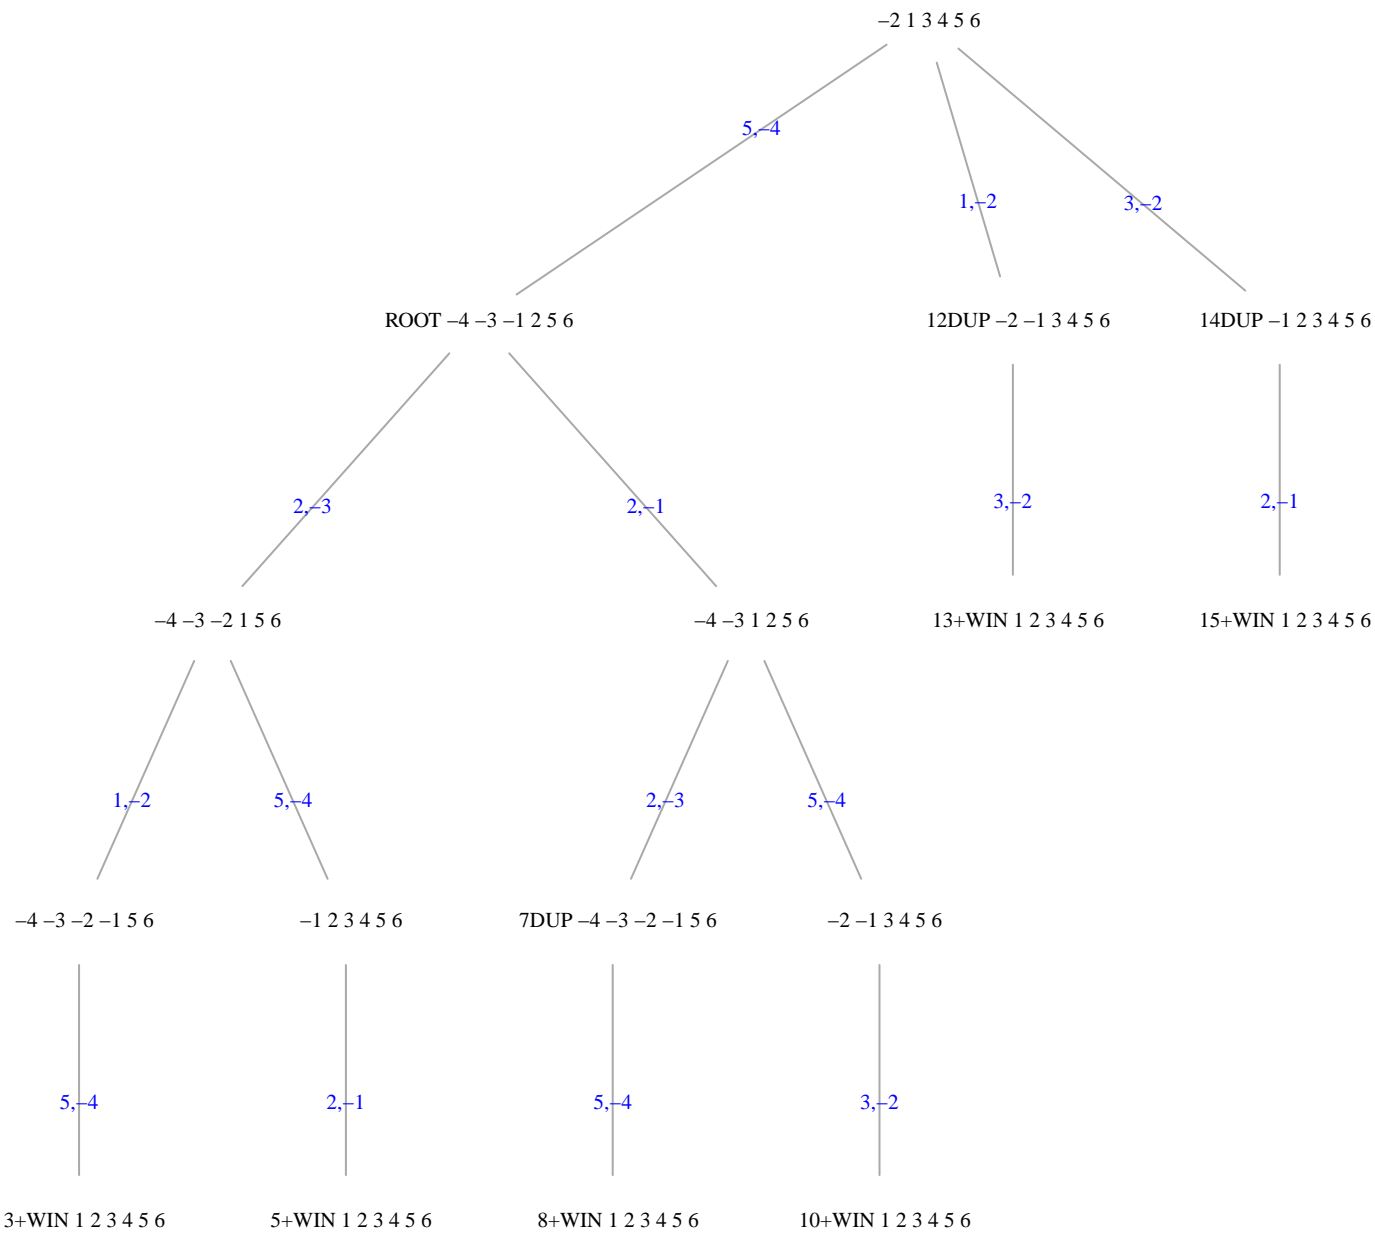 −2 1 3 4 5 6
5,−4
1,−2
3,−2
ROOT −4 −3 −1 2 5 6
12DUP −2 −1 3 4 5 6
14DUP −1 2 3 4 5 6
2,−3
2,−1
3,−2
2,−1
−4 −3 −2 1 5 6
−4 −3 1 2 5 6
13+WIN 1 2 3 4 5 6
15+WIN 1 2 3 4 5 6
1,−2
5,−4
2,−3
5,−4
−4 −3 −2 −1 5 6
−1 2 3 4 5 6
7DUP −4 −3 −2 −1 5 6
−2 −1 3 4 5 6
5,−4
2,−1
5,−4
3,−2
3+WIN 1 2 3 4 5 6
5+WIN 1 2 3 4 5 6
8+WIN 1 2 3 4 5 6
10+WIN 1 2 3 4 5 6